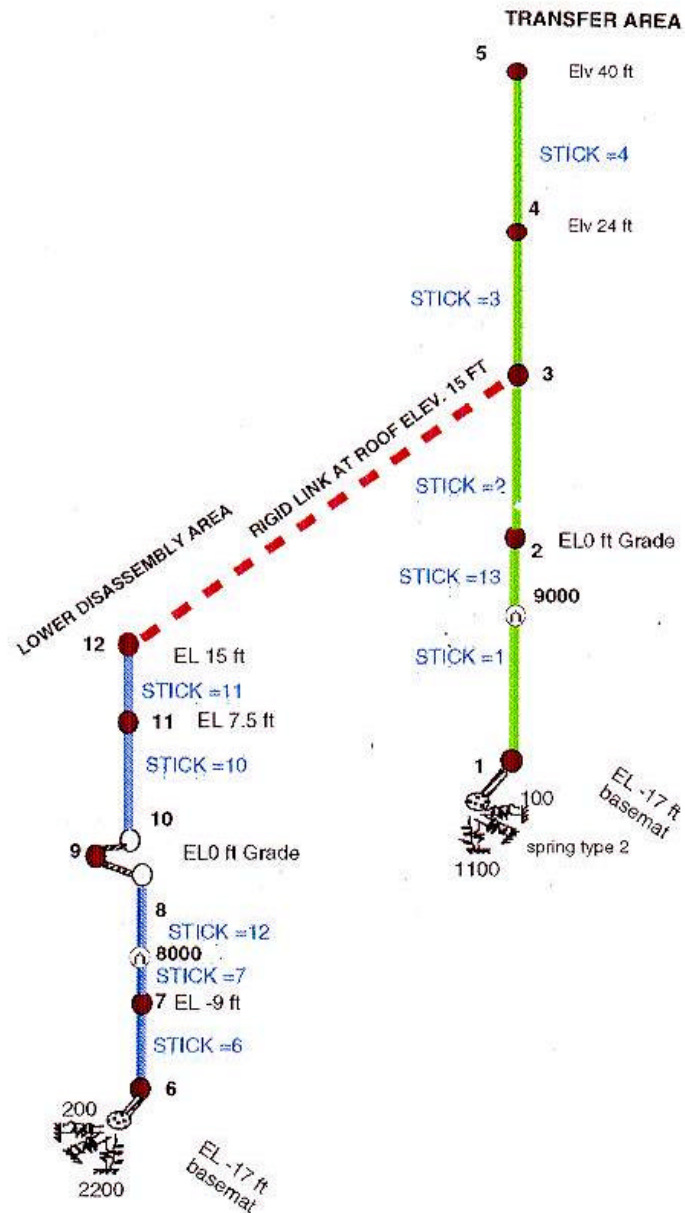 TRANSFER AREA
5
Elv 40 ft
STICK =4
4
Elv 24 ft
STICK =3
3
RIGID LINK AT ROOF ELEV. 15 FT
STICK =2
LOWER DISASSEMBLY AREA
2
EL0 ft Grade
STICK =13
9000
12
EL 15 ft
STICK =1
STICK =11
11
EL 7.5 ft
STICK =10
1
EL -17 ft
basemat
100
10
9
EL0 ft Grade
spring type 2
1100
8
STICK =12
8000
STICK =7
7
EL -9 ft
STICK =6
6
200
EL -17 ft
basemat
2200